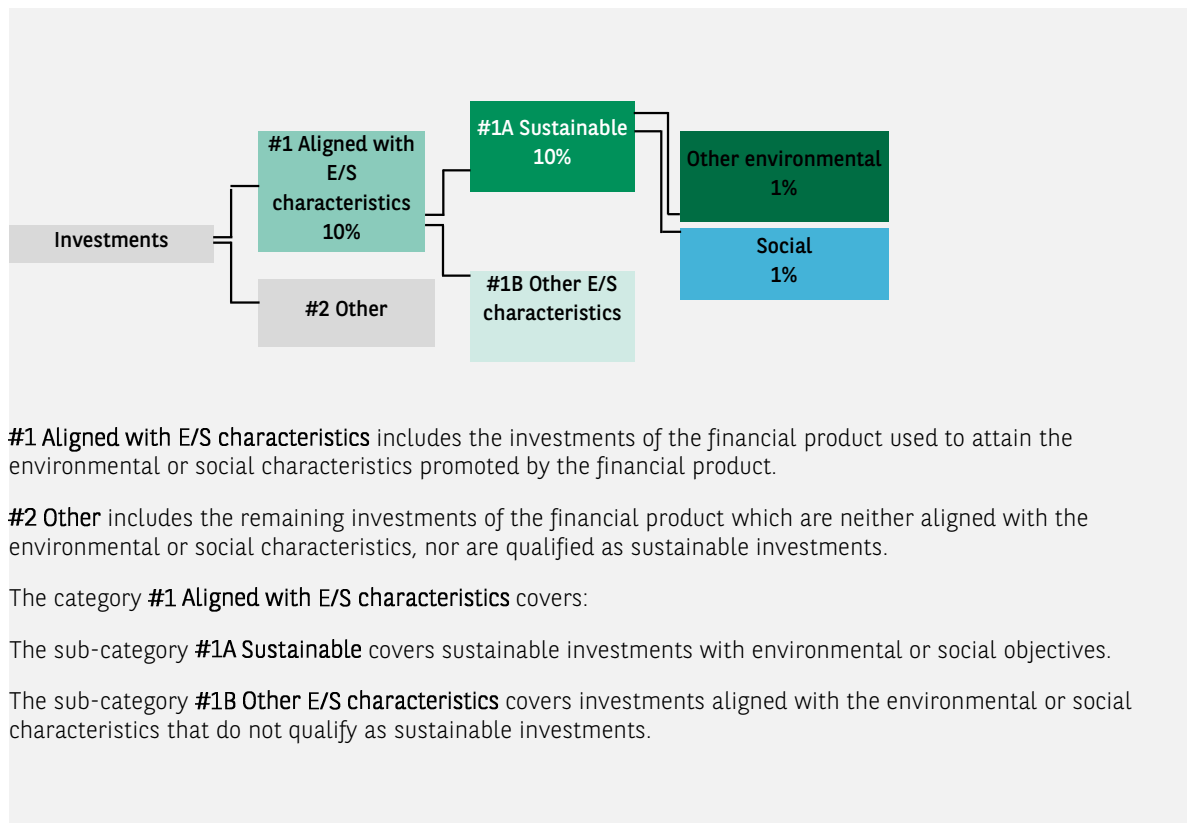 #1A Sustainable
10%
#1 Aligned with
E/S
characteristics
10%
Other environmental
1%
Investments
Social
1%
#1B Other E/S
characteristics
#2 Other
#1 Aligned with E/S characteristics includes the investments of the financial product used to attain the
environmental or social characteristics promoted by the financial product.
#2 Other includes the remaining investments of the financial product which are neither aligned with the
environmental or social characteristics, nor are qualified as sustainable investments.
The category #1 Aligned with E/S characteristics covers:
The sub-category #1A Sustainable covers sustainable investments with environmental or social objectives.
The sub-category #1B Other E/S characteristics covers investments aligned with the environmental or social
characteristics that do not qualify as sustainable investments.